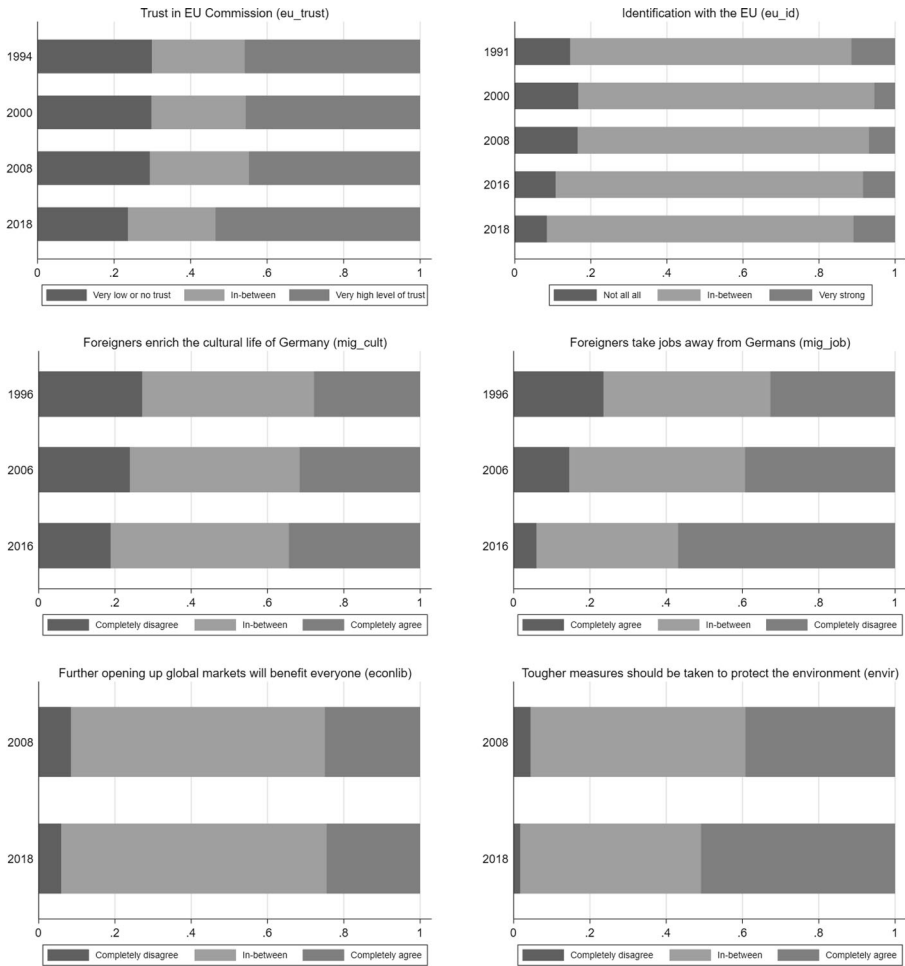 Trust in EU Commission (eu_trust)
1994
2000
2008
2018
0 .2 .4 .6 .8 1
Very low or no trust In-between Very high level of trust
Identification with the EU (eu_id)
1991
2000
2008
2016
2018
0 .2 .4 .6 .8 1
Not all all In-between Very strong
Foreigners enrich the cultural life of Germany (mig_cult)
1996
2006
2016
0 .2 .4 .6 .8 1
Completely disagree In-between Completely agree
Foreigners take jobs away from Germans (mig_job)
1996
2006
2016
0 .2 .4 .6 .8 1
Completely agree In-between Completely disagree
Further opening up global markets will benefit everyone (econlib)
2008
2018
0 .2 .4 .6 .8 1
Completely disagree In-between Completely agree
Tougher measures should be taken to protect the environment (envir)
2008
2018
0 .2 .4 .6 .8 1
Completely disagree In-between Completely agree